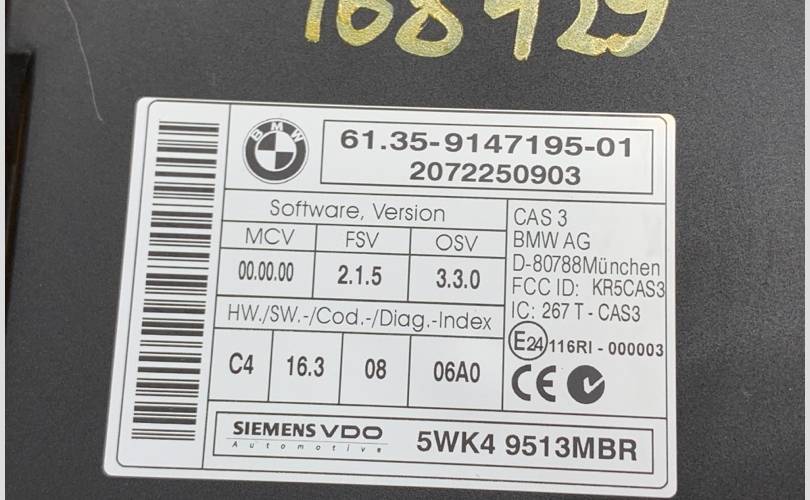 168429
BMW
61.35-9147195-01
2072250903
Software, Version
MCV FSV OSV
00.00.00 2.1.5 3.3.0
HW./SW.-/Cod.-/Diag.-Index
C4 16.3 08 06A0
CAS 3
BMW AG
D-80788München
FCC ID: KR5CAS3
IC: 267 T - CAS3
E24 116RI - 000003
CE
SIEMENS VDO
Automotive
5WK4 9513MBR